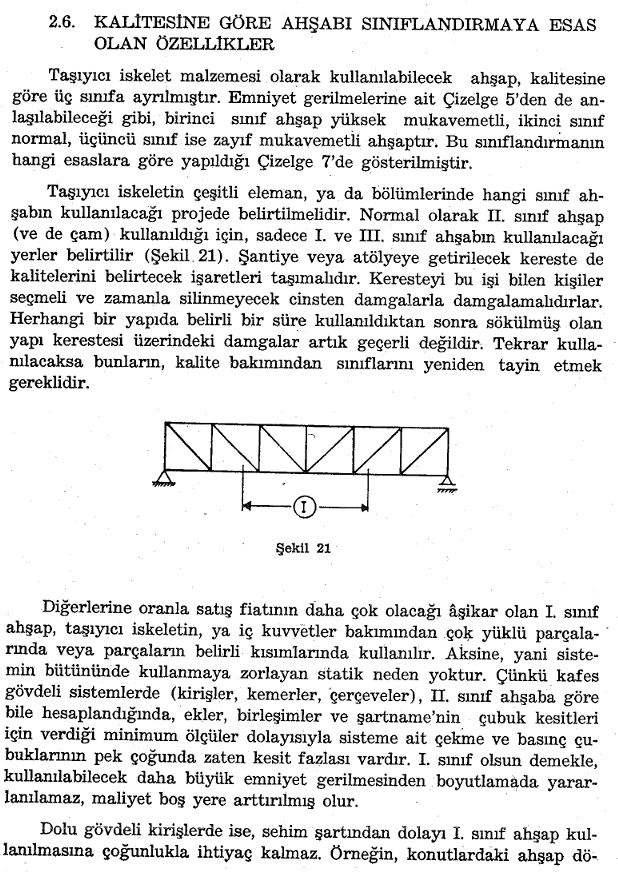 2.6. KALİTESİNE GÖRE AHŞABI SINIFLANDIRMAYA ESAS
OLAN ÖZELLİKLER
Taşıyıcı iskelet malzemesi olarak kullanılabilecek ahşap, kalitesine
göre üç sınıfa ayrılmıştır. Emniyet gerilmelerine ait Çizelge 5'den de an-
laşılabileceği gibi, birinci sınıf ahşap yüksek mukavemetli, ikinci sınıf
normal, üçüncü sınıf ise zayıf mukavemetli ahşaptır. Bu sınıflandırmanın
hangi esaslara göre yapıldığı Çizelge 7'de gösterilmiştir.
Taşıyıcı iskeletin çeşitli eleman, ya da bölümlerinde hangi sınıf ah-
şabın kullanılacağı projede belirtilmelidir. Normal olarak II. sınıf ahşap
(ve de çam) kullanıldığı için, sadece I. ve III. sınıf ahşabın kullanılacağı
yerler belirtilir (Şekil 21). Şantiye veya atölyeye getirilecek kereste de
kalitelerini belirtecek işaretleri taşımalıdır. Keresteyi bu işi bilen kişiler
seçmeli ve zamanla silinmeyecek cinsten damgalarla damgalamalıdırlar.
Herhangi bir yapıda belirli bir süre kullanıldıktan sonra sökülmüş olan
yapı kerestesi üzerindeki damgalar artık geçerli değildir. Tekrar kulla-
nılacaksa bunların, kalite bakımından sınıflarını yeniden tayin etmek
gereklidir.
I
Şekil 21
Diğerlerine oranla satış fiatının daha çok olacağı âşikar olan I. sınıf
ahşap, taşıyıcı iskeletin, ya iç kuvvetler bakımından çok yüklü parçala-
rında veya parçaların belirli kısımlarında kullanılır. Aksine, yani siste-
min bütününde kullanmaya zorlayan statik neden yoktur. Çünkü kafes
gövdeli sistemlerde (kirişler, kemerler, çerçeveler), II. sınıf ahşaba göre
bile hesaplandığında, ekler, birleşimler ve şartname'nin çubuk kesitleri
için verdiği minimum ölçüler dolayısıyla sisteme ait çekme ve basınç çu-
buklarının pek çoğunda zaten kesit fazlası vardır. I. sınıf olsun demekle,
kullanılabilecek daha büyük emniyet gerilmesinden boyutlamada yarar-
lanılamaz, maliyet boş yere arttırılmış olur.
Dolu gövdeli kirişlerde ise, sehim şartından dolayı I. sınıf ahşap kul-
lanılmasına çoğunlukla ihtiyaç kalmaz. Örneğin, konutlardaki ahşap dö-